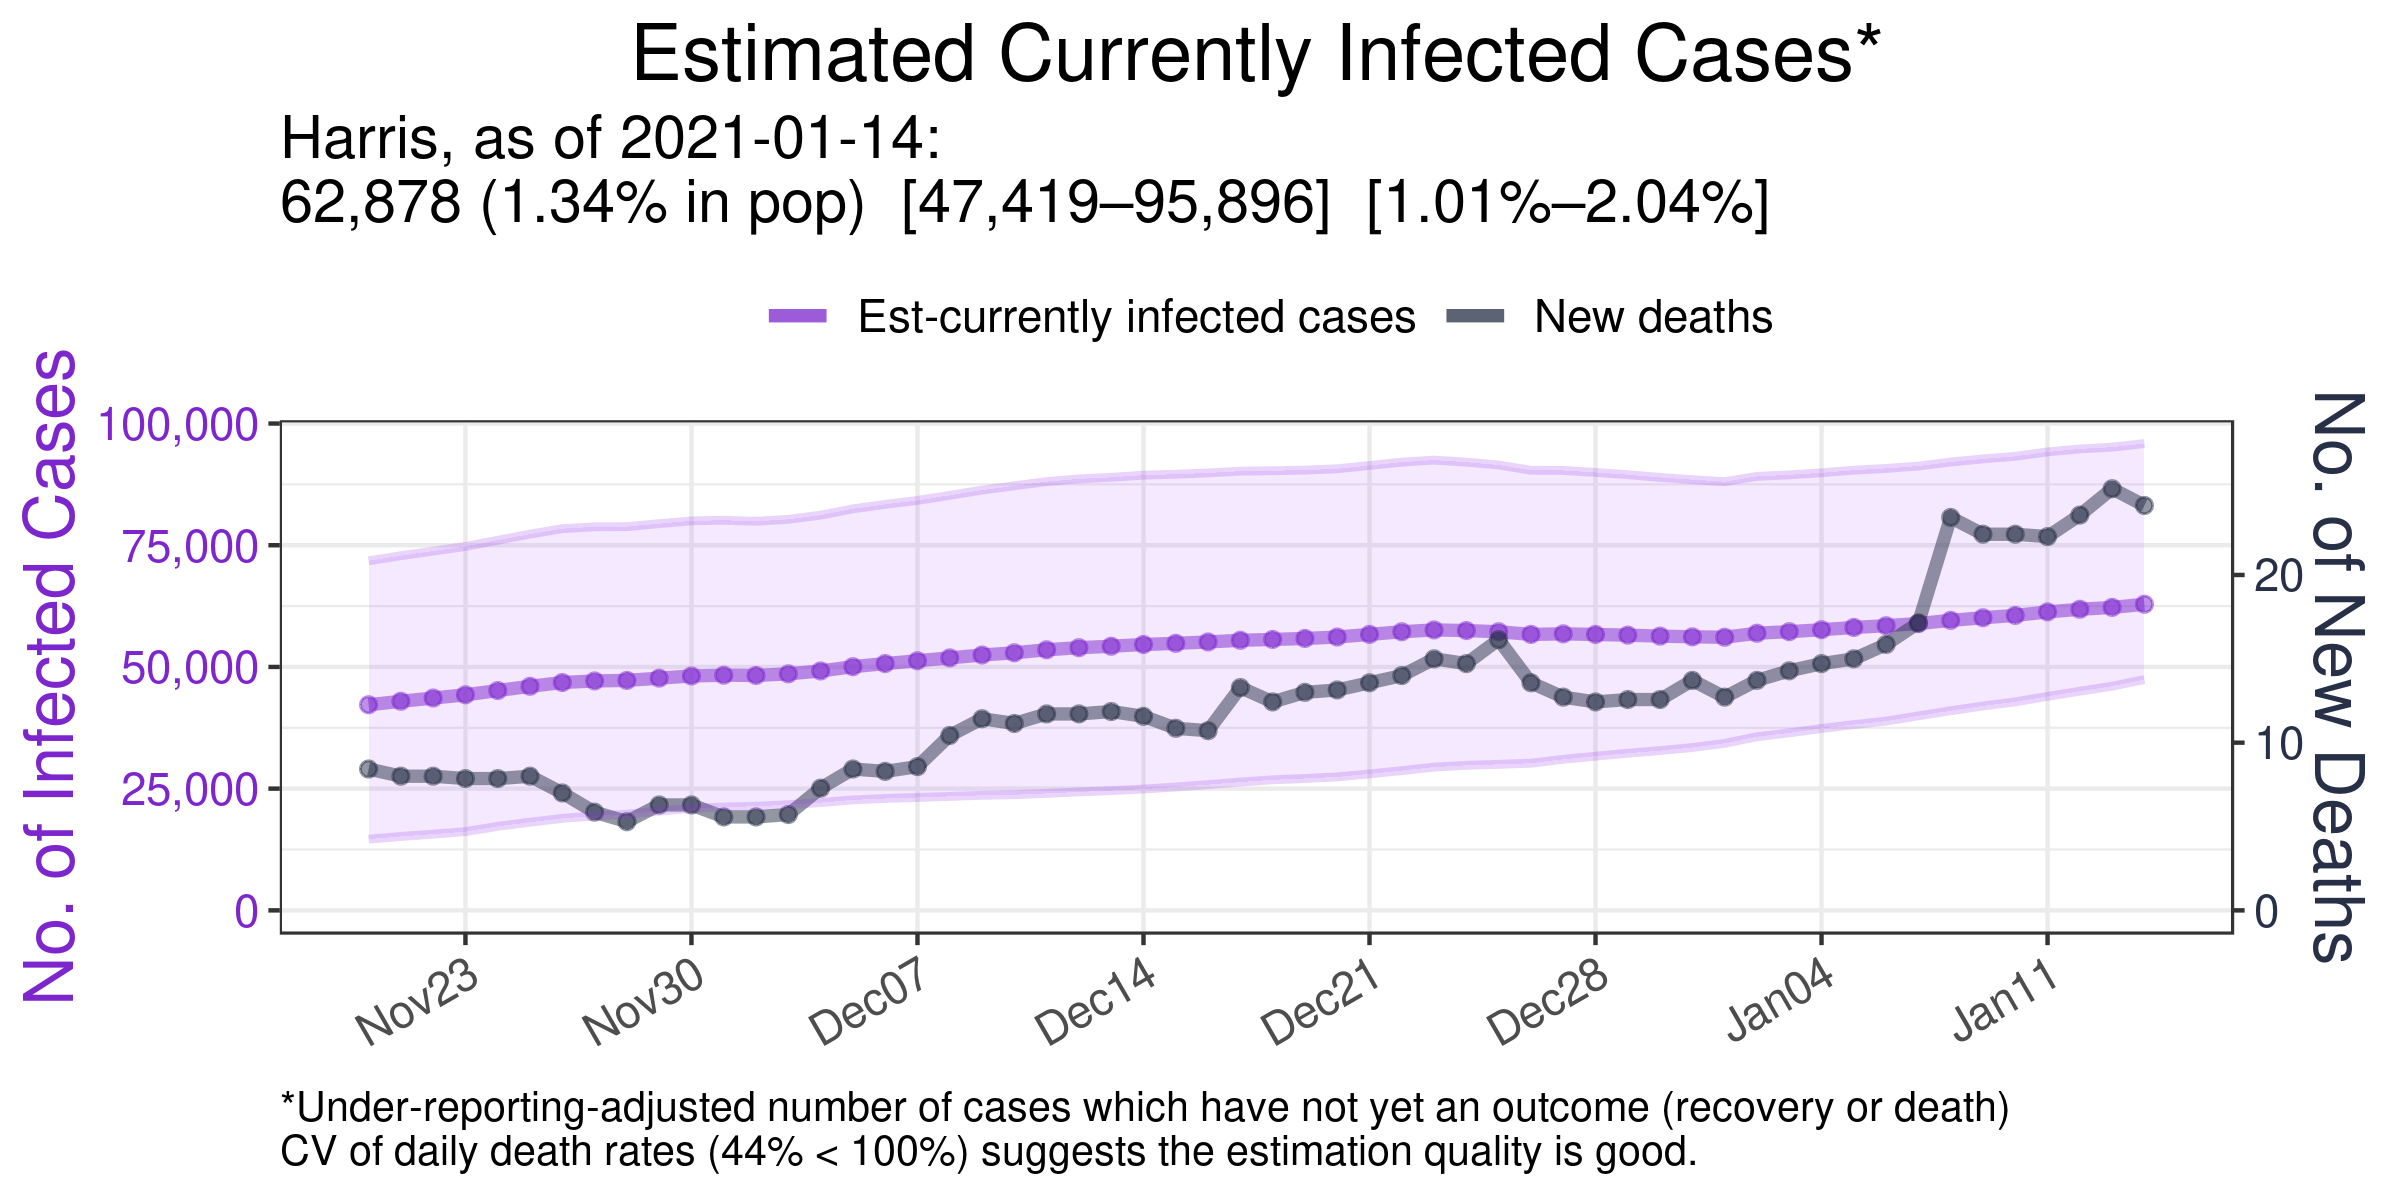 Estimated Currently Infected Cases*
Harris, as of 2021-01-14:
62,878 (1.34% in pop)  [47,419–95,896]  [1.01%–2.04%]
Est-currently infected cases
New deaths
No. of Infected Cases
100,000
75,000
50,000
25,000
0
No. of New Deaths
20
10
0
Nov23
Nov30
Dec07
Dec14
Dec21
Dec28
Jan04
Jan11
*Under-reporting-adjusted number of cases which have not yet an outcome (recovery or death)
CV of daily death rates (44% < 100%) suggests the estimation quality is good.